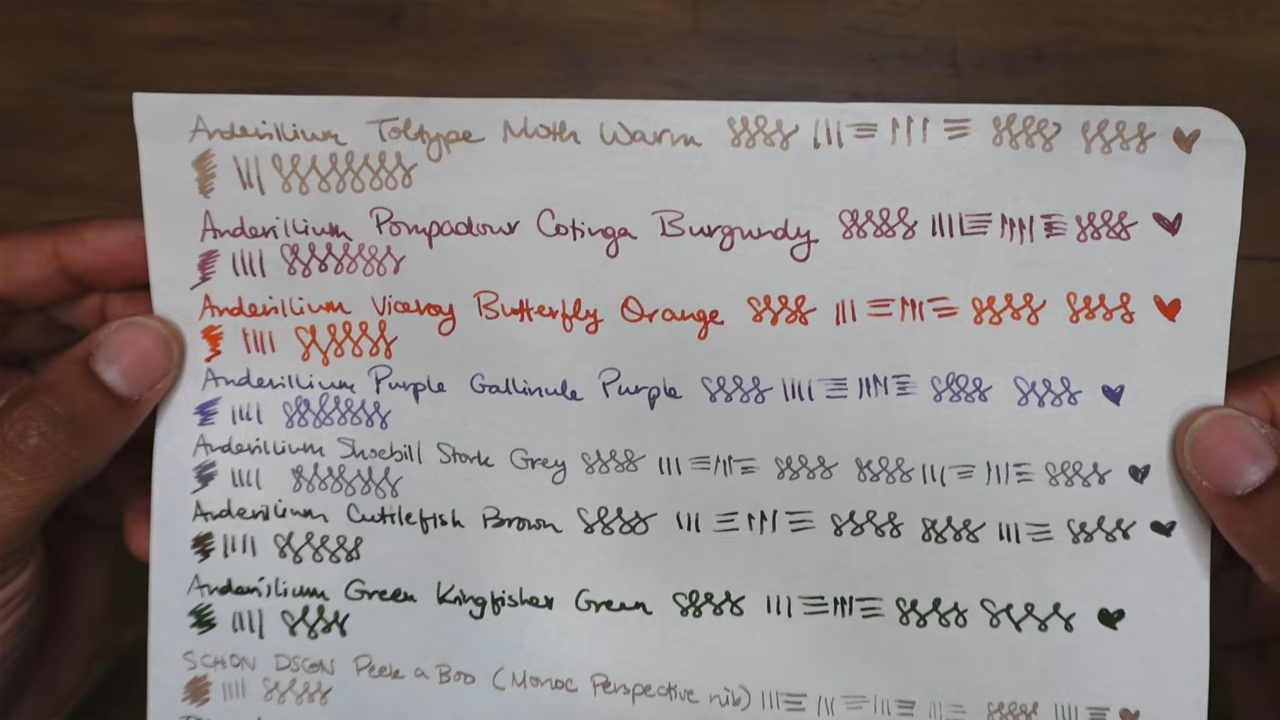 Anderillium Toltype Moth Warm
Anderillium Pompadour Cotinga Burgundy
Anderillium Viceroy Butterfly Orange
Anderillium Purple Gallinule Purple
Anderillium Shoebill Stork Grey
Anderillium Cuttlefish Brown
Anderillium Green Kingfisher Green
SCHON DSGN Peek a Boo (Monoc Perspective nib)